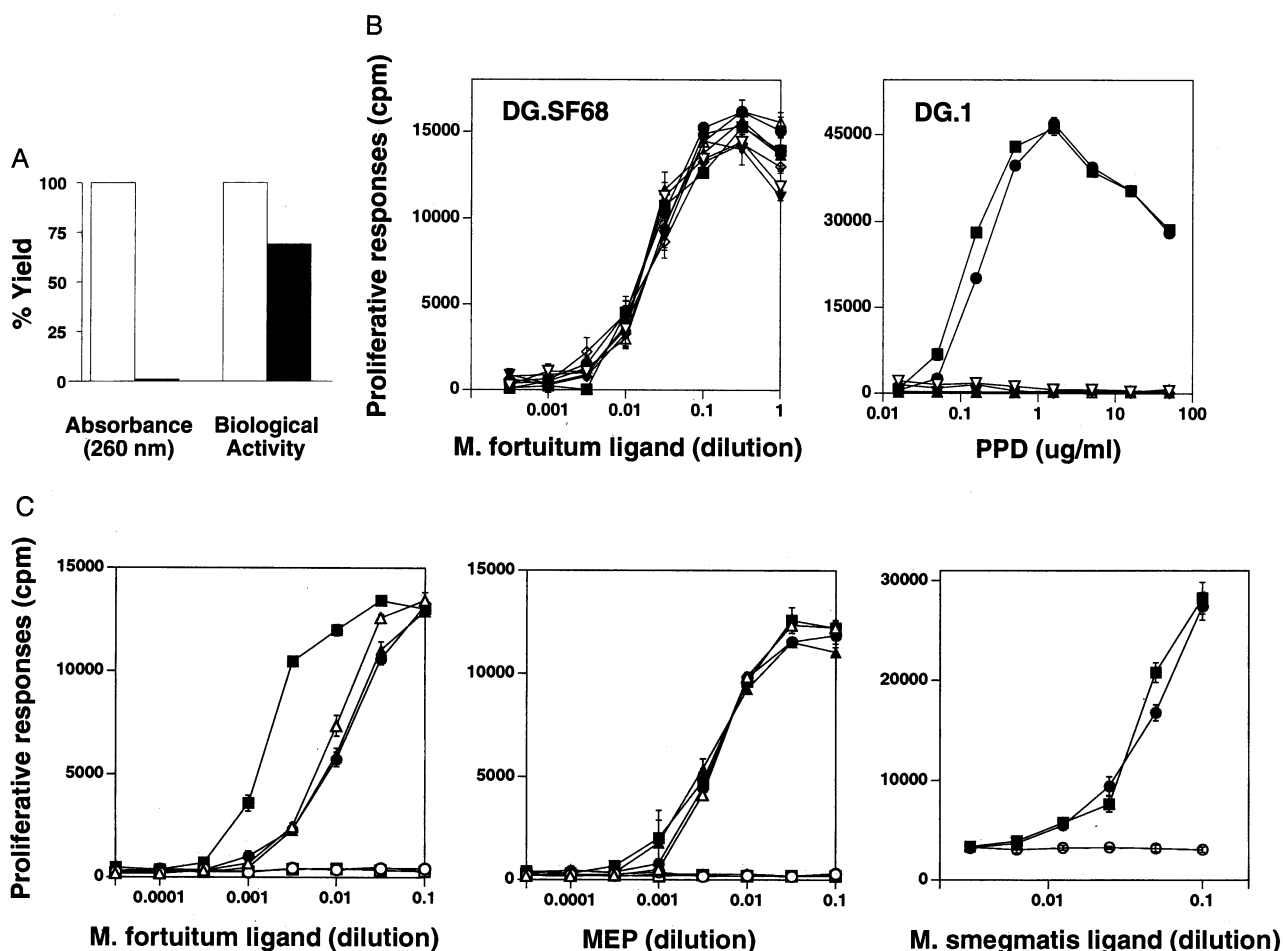 A
% Yield
100
75
50
25
0
Absorbance
(260 nm)
Biological
Activity
B
Proliferative responses (cpm)
DG.SF68
15000
10000
5000
0
0.001
0.01
0.1
1
M. fortuitum ligand (dilution)
DG.1
45000
30000
15000
0
0.01
0.1
1
10
100
PPD (ug/ml)
C
Proliferative responses (cpm)
15000
10000
5000
0
0.0001
0.001
0.01
0.1
M. fortuitum ligand (dilution)
15000
10000
5000
0
0.0001
0.001
0.01
0.1
MEP (dilution)
30000
20000
10000
0
0.01
0.1
M. smegmatis ligand (dilution)